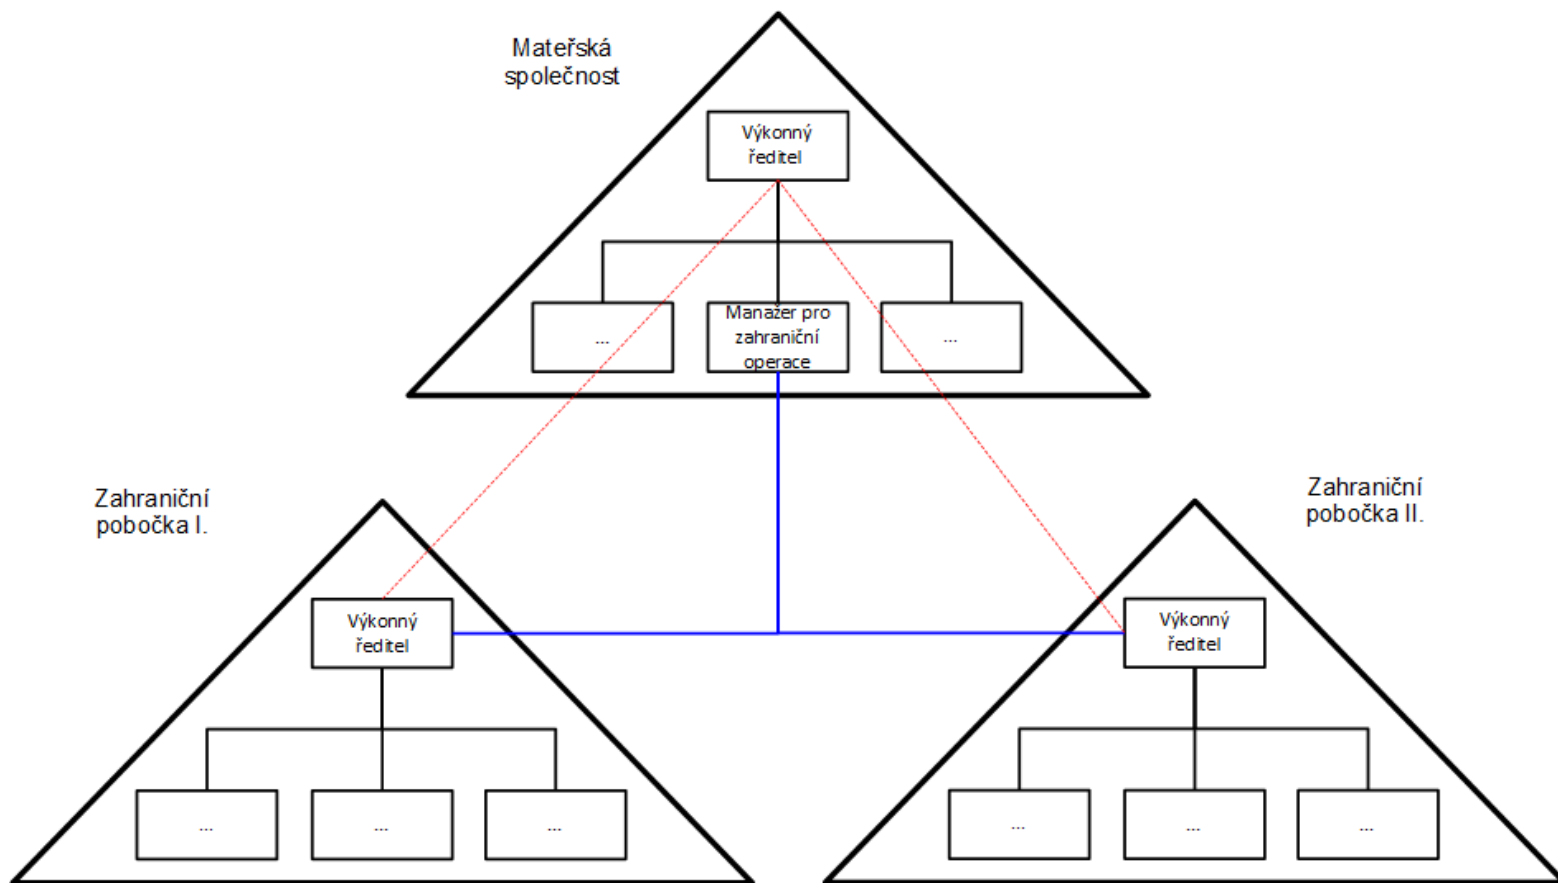 Mateřská
společnost
Výkonný
ředitel
...
Manažer pro
zahraniční
operace
...
Zahraniční
pobočka I.
Zahraniční
pobočka II.
Výkonný
ředitel
Výkonný
ředitel
...
...
...
...
...
...